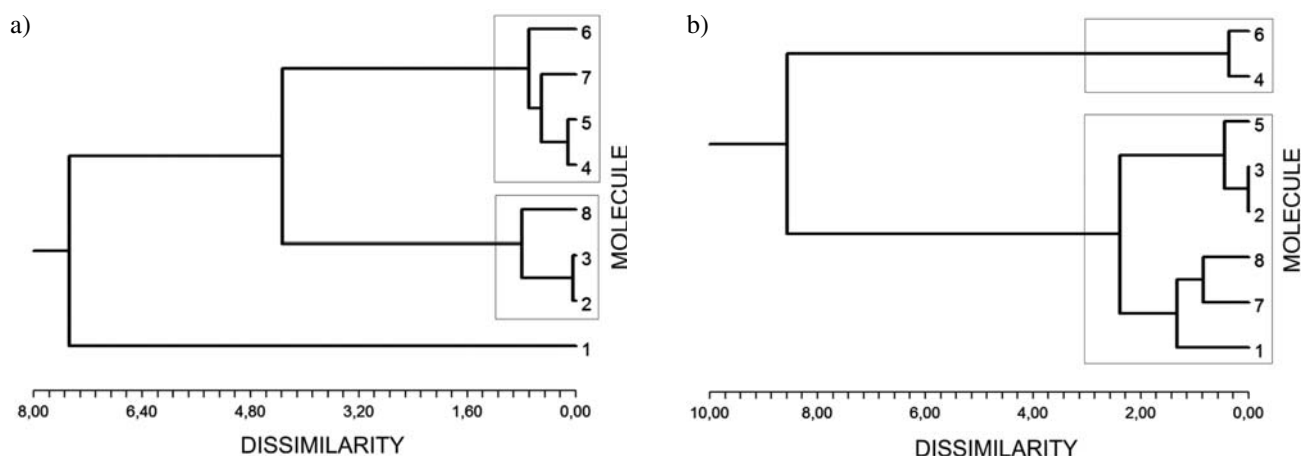 a)
6
7
5
4
8
3
2
1
MOLECULE
8,00 6,40 4,80 3,20 1,60 0,00
DISSIMILARITY
b)
6
4
5
3
2
8
7
1
MOLECULE
10,00 8,00 6,00 4,00 2,00 0,00
DISSIMILARITY